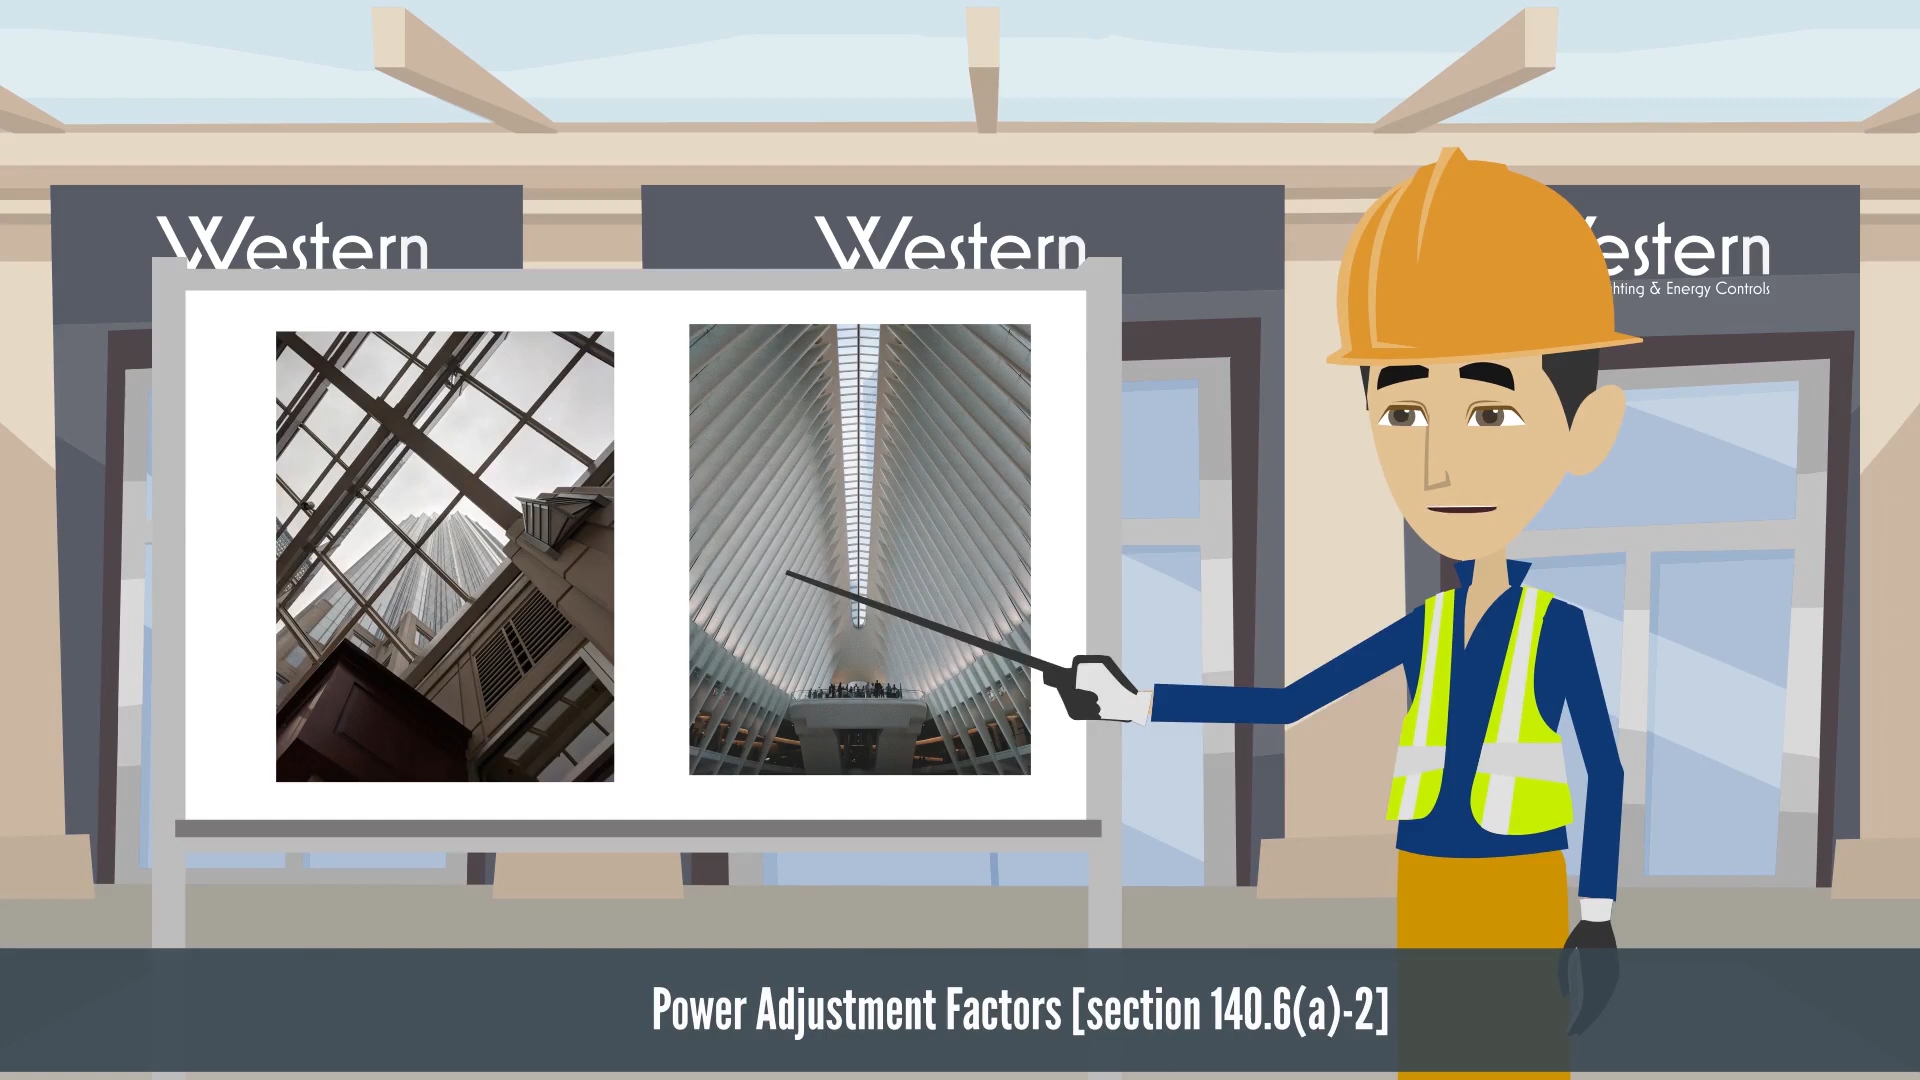 Western
Western
estern
hting & Energy Controls
Power Adjustment Factors [section 140.6(a)-2]